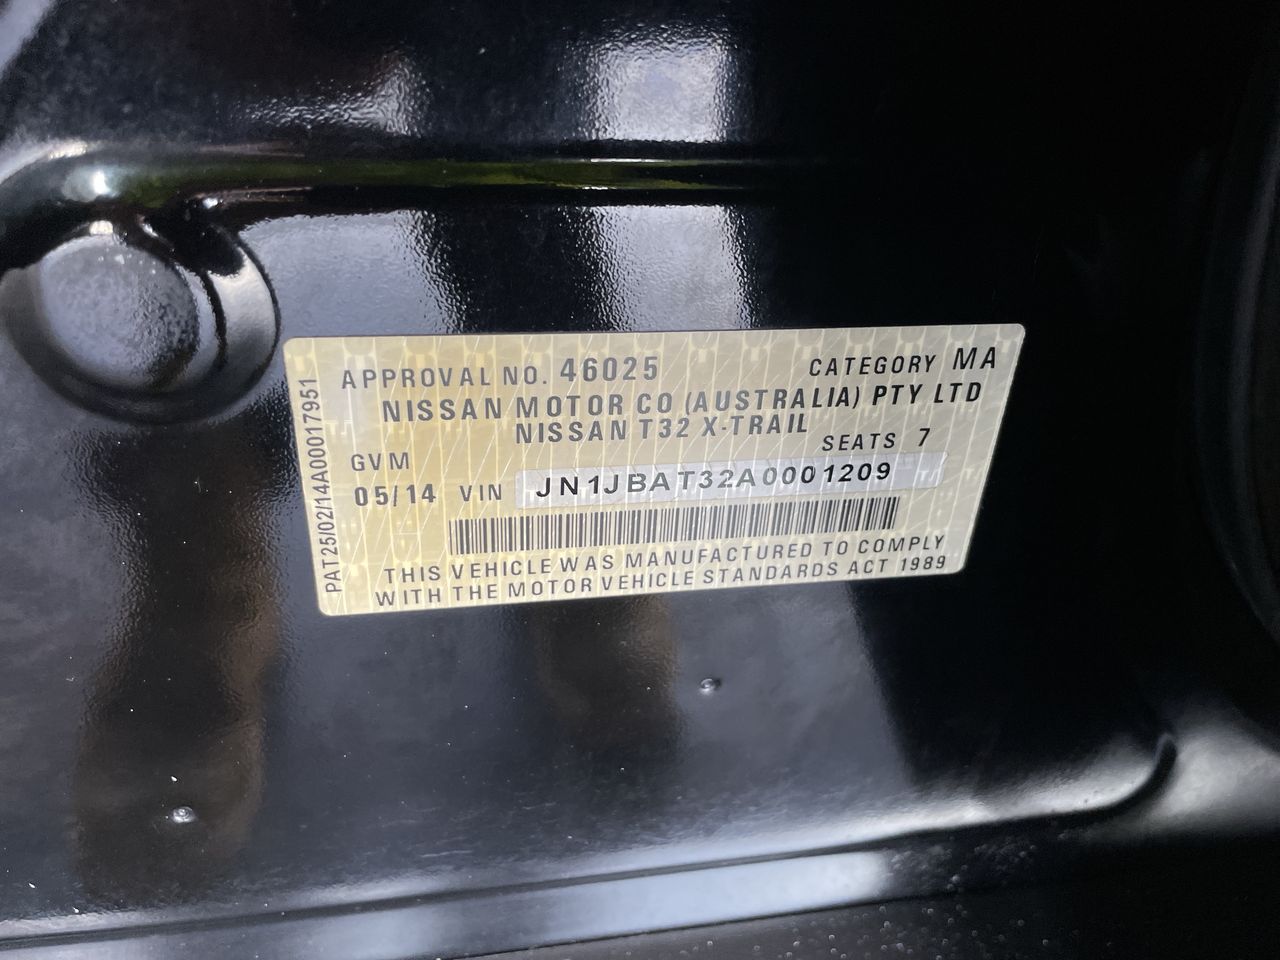 APPROVAL NO. 46025 CATEGORY MA
NISSAN MOTOR CO (AUSTRALIA) PTY LTD
NISSAN T32 X-TRAIL
SEATS 7
GVM
05/14 VIN JN1JBAT32A0001209
THIS VEHICLE WAS MANUFACTURED TO COMPLY
WITH THE MOTOR VEHICLE STANDARDS ACT 1989
PAT25/02/14A00017951